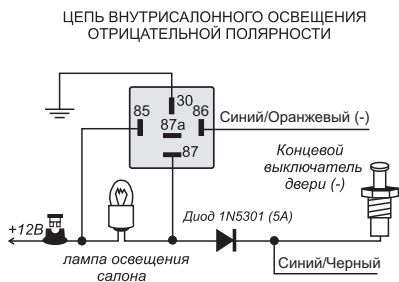 ЦЕПЬ ВНУТРИСАЛОННОГО ОСВЕЩЕНИЯ
ОТРИЦАТЕЛЬНОЙ ПОЛЯРНОСТИ
30
85
86
87а
87
Синий/Оранжевый (-)
Концевой
выключатель
двери (-)
+12В
Диод 1N5301 (5А)
лампа освещения
салона
Синий/Черный